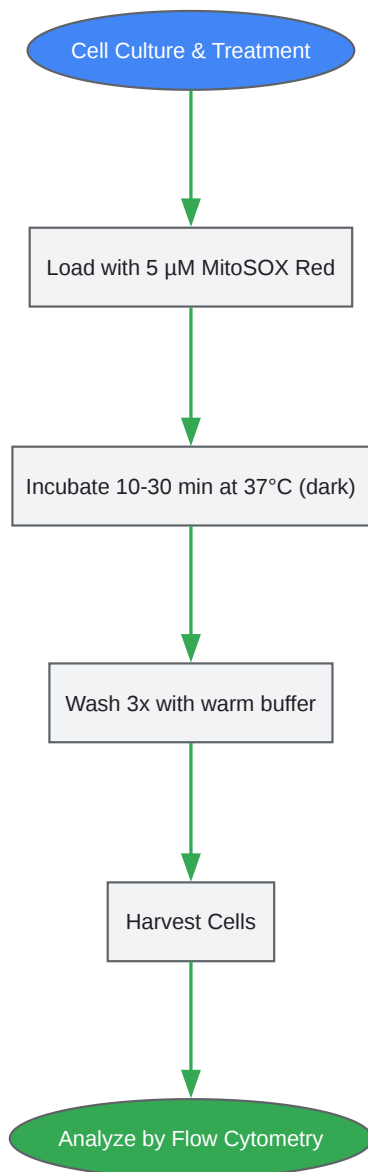 Cell Culture & Treatment
Load with 5 µM MitoSOX Red
Incubate 10-30 min at 37°C (dark)
Wash 3x with warm buffer
Harvest Cells
Analyze by Flow Cytometry